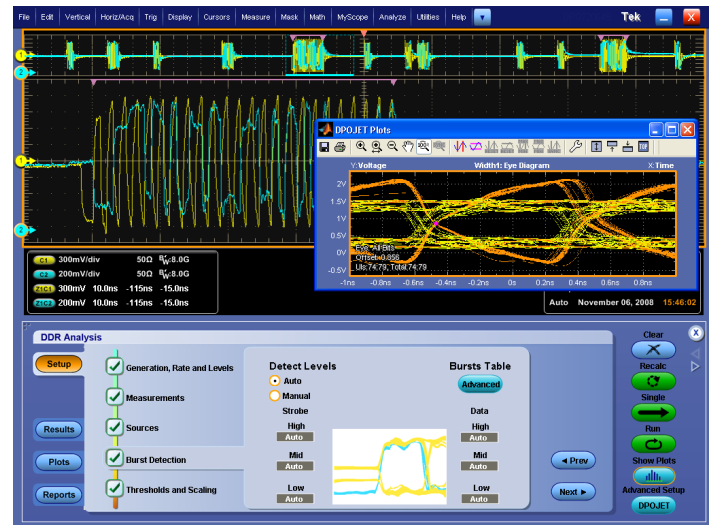 File Edit Vertical Horiz/Acq Trig Display Cursors Measure Mask Math MyScope Analyze Utilities Help Tek X
1
2
DPOJET Plots
Y:Voltage Width1: Eye Diagram X:Time
2V
1.5V
1V
0.5V
0V
-0.5V
Eye: All Bits
Offset:0.856
UIs:7479, Total:7479
-1ns -0.8ns -0.6ns -0.4ns -0.2ns 0s 0.2ns 0.4ns 0.6ns 0.8ns
1
2
C1 300mV/div 50Ω BW:8.0G
C2 200mV/div 50Ω BW:8.0G
Z1C1 300mV 10.0ns -115ns -15.0ns
Z1C2 200mV 10.0ns -115ns -15.0ns
Auto November 06, 2008 15:46:02
DDR Analysis
Setup
Results
Plots
Reports
Generation, Rate and Levels
Measurements
Sources
Burst Detection
Thresholds and Scaling
Detect Levels
Auto
Manual
Strobe
High
Auto
Mid
Auto
Low
Auto
Bursts Table
Advanced
Data
High
Auto
Mid
Auto
Low
Auto
Prev
Next
Clear X
Recalc
Single
Run
Show Plots
Advanced Setup
DPOJET